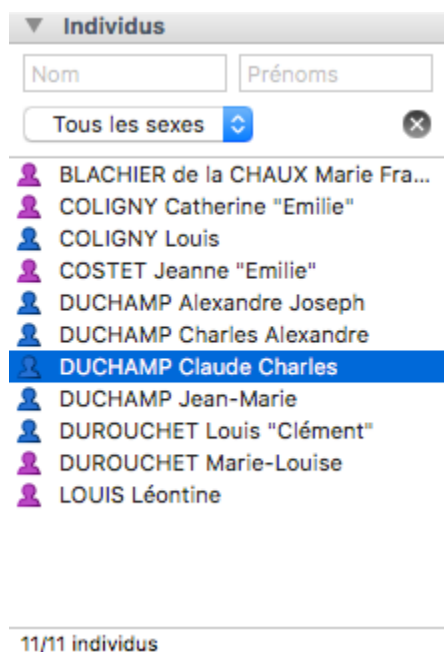 Individus
Nom Prénoms
Tous les sexes
BLACHIER de la CHAUX Marie Fra...
COLIGNY Catherine "Emilie"
COLIGNY Louis
COSTET Jeanne "Emilie"
DUCHAMP Alexandre Joseph
DUCHAMP Charles Alexandre
DUCHAMP Claude Charles
DUCHAMP Jean-Marie
DUROUCHET Louis "Clément"
DUROUCHET Marie-Louise
LOUIS Léontine
11/11 individus